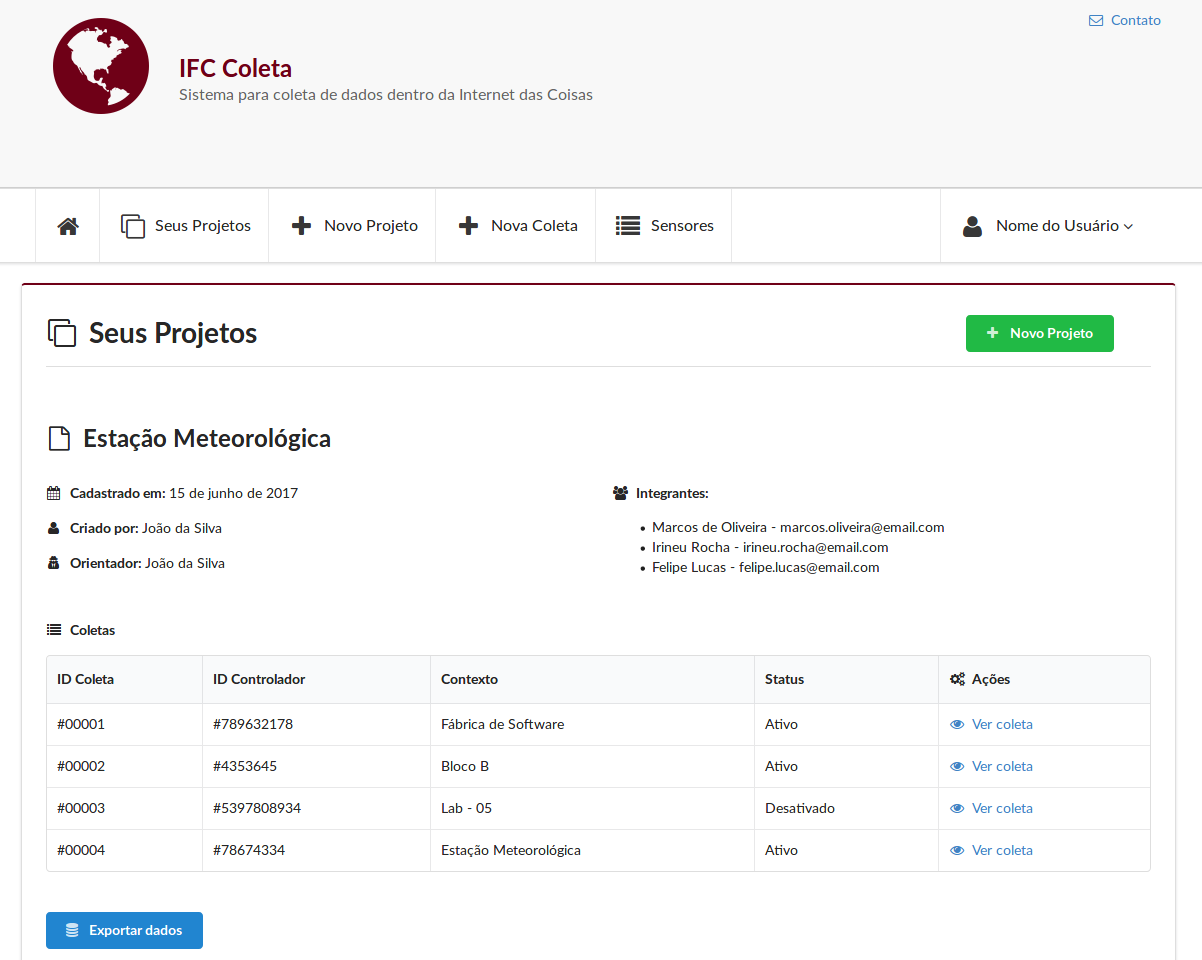 Contato
IFC Coleta
Sistema para coleta de dados dentro da Internet das Coisas
Seus Projetos Novo Projeto Nova Coleta Sensores Nome do Usuário
Seus Projetos Novo Projeto
Estação Meteorológica
Cadastrado em: 15 de junho de 2017
Criado por: João da Silva
Orientador: João da Silva
Integrantes:
Marcos de Oliveira - marcos.oliveira@email.com
Irineu Rocha - irineu.rocha@email.com
Felipe Lucas - felipe.lucas@email.com
Coletas
ID Coleta ID Controlador Contexto Status Ações
#00001 #789632178 Fábrica de Software Ativo Ver coleta
#00002 #4353645 Bloco B Ativo Ver coleta
#00003 #5397808934 Lab - 05 Desativado Ver coleta
#00004 #78674334 Estação Meteorológica Ativo Ver coleta
Exportar dados